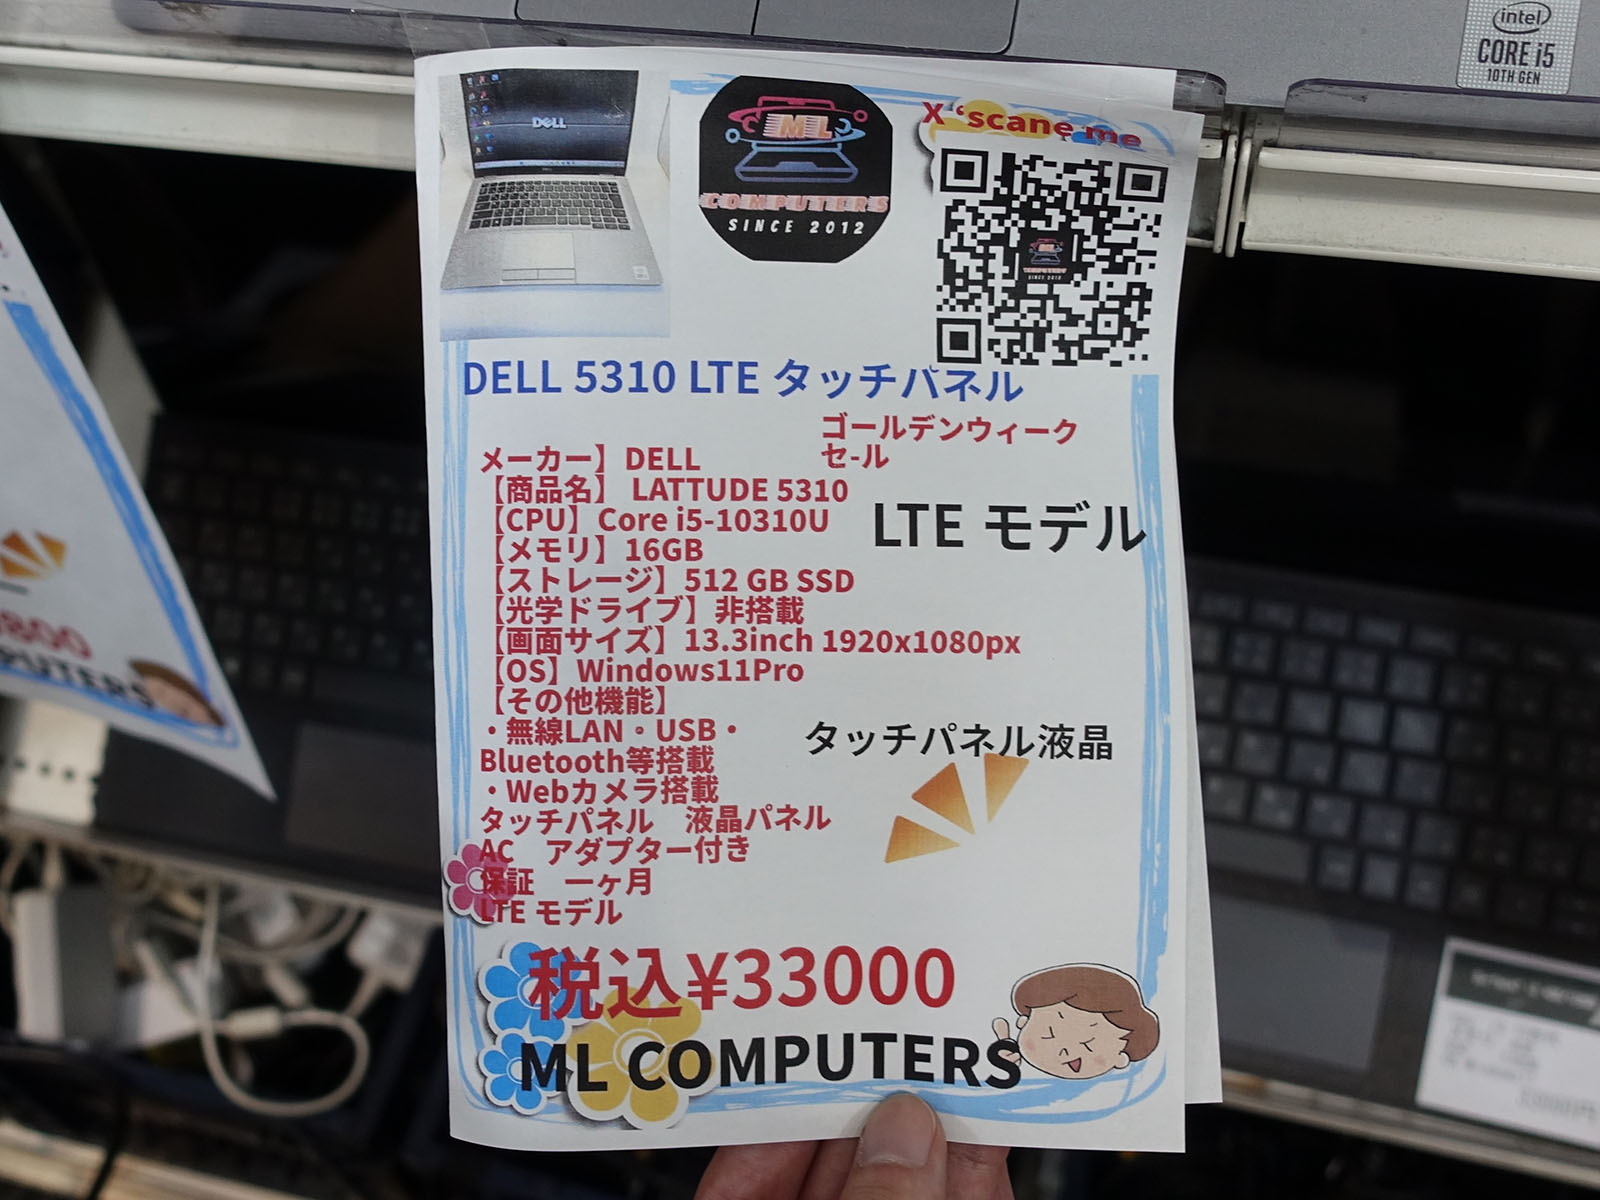 intel
CORE i5
10TH GEN
DELL
ML
COMPUTERS
SINCE 2012
X ‘scane me
DELL 5310 LTE タッチパネル
ゴールデンウィーク
セ-ル
メーカー】DELL
【商品名】 LATTUDE 5310
【CPU】Core i5-10310U
LTE モデル
【メモリ】16GB
【ストレージ】512 GB SSD
【光学ドライブ】非搭載
【画面サイズ】13.3inch 1920x1080px
【OS】Windows11Pro
【その他機能】
・無線LAN・USB・
Bluetooth等搭載
タッチパネル液晶
・Webカメラ搭載
タッチパネル　液晶パネル
AC　アダプター付き
保証　一ヶ月
LTE モデル
税込¥33000
ML COMPUTERS